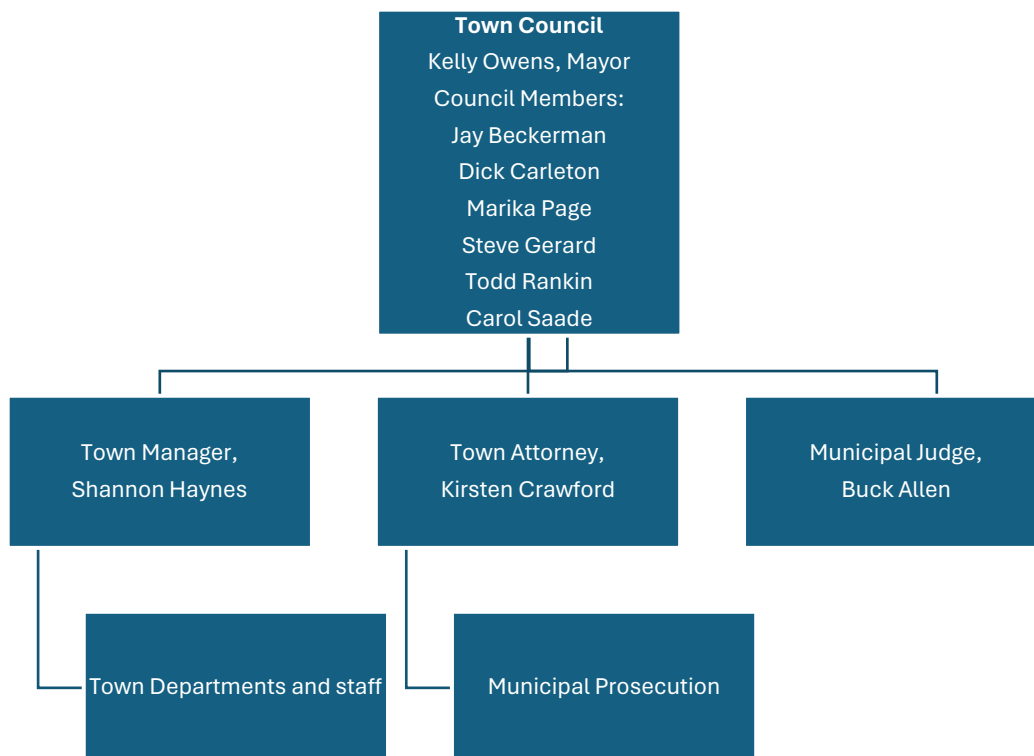 Town Council
Kelly Owens, Mayor
Council Members:
Jay Beckerman
Dick Carleton
Marika Page
Steve Gerard
Todd Rankin
Carol Saade
Town Manager,
Shannon Haynes
Town Attorney,
Kirsten Crawford
Municipal Judge,
Buck Allen
Town Departments and staff
Municipal Prosecution